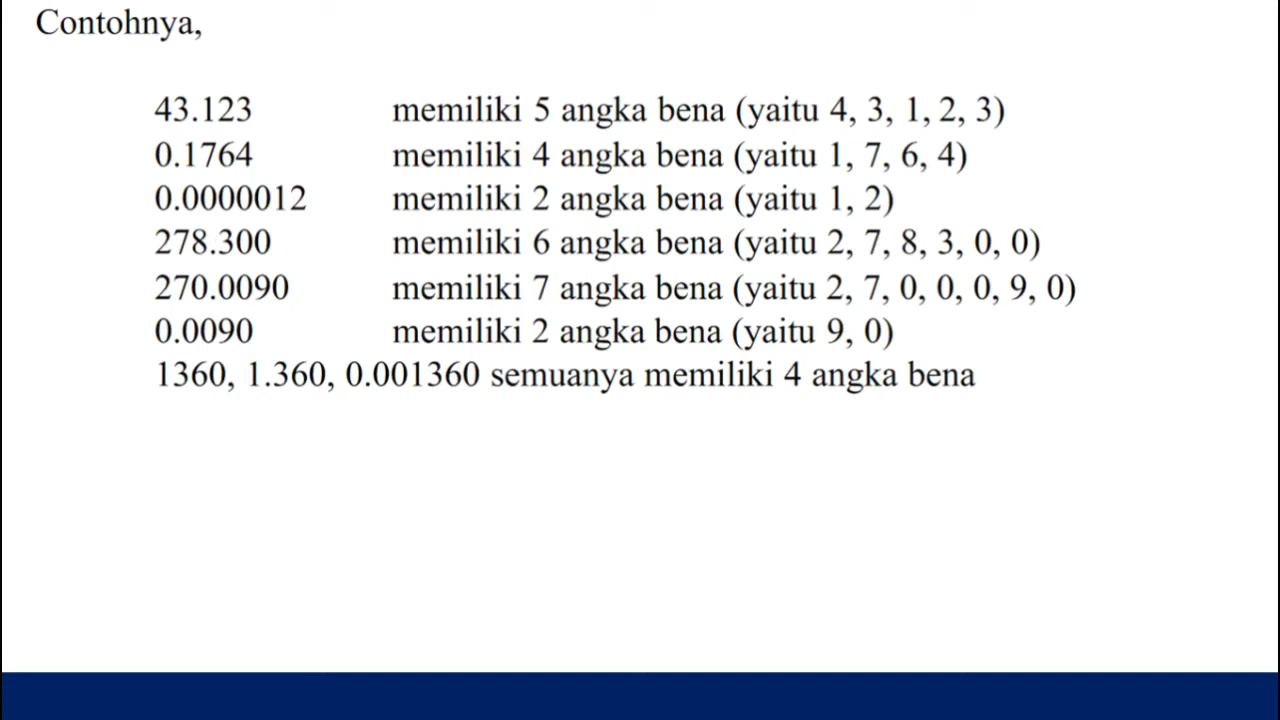 Contohnya,
43.123 memiliki 5 angka bena (yaitu 4, 3, 1, 2, 3)
0.1764 memiliki 4 angka bena (yaitu 1, 7, 6, 4)
0.0000012 memiliki 2 angka bena (yaitu 1, 2)
278.300 memiliki 6 angka bena (yaitu 2, 7, 8, 3, 0, 0)
270.0090 memiliki 7 angka bena (yaitu 2, 7, 0, 0, 0, 9, 0)
0.0090 memiliki 2 angka bena (yaitu 9, 0)
1360, 1.360, 0.001360 semuanya memiliki 4 angka bena